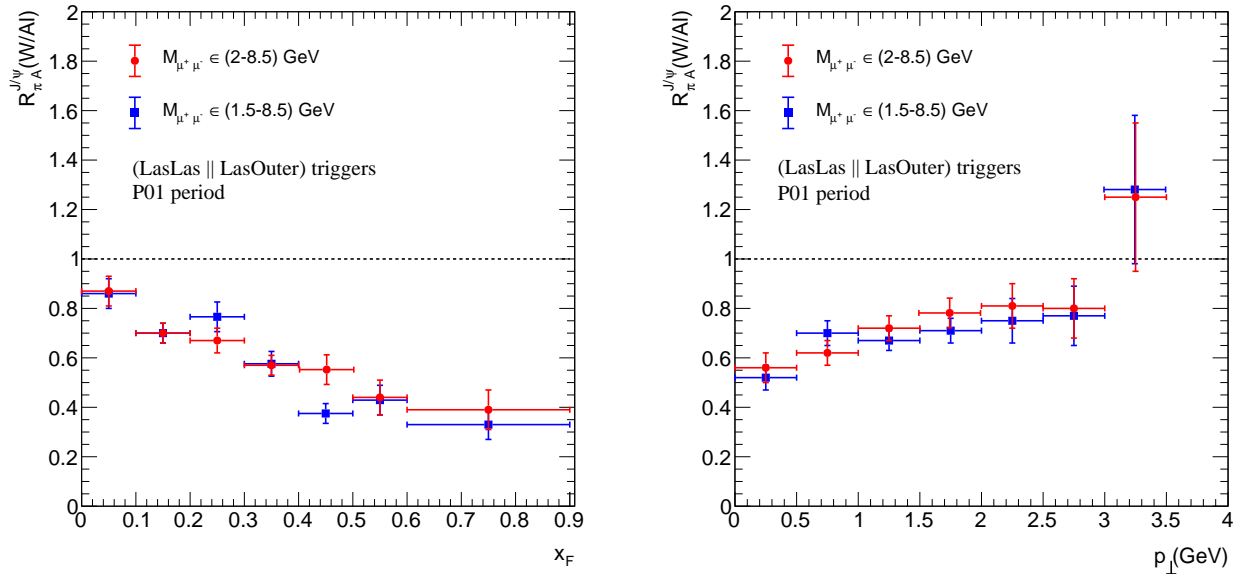 R_{π A}^{J/ψ}(W/Al)
2
1.8
1.6
1.4
1.2
1
0.8
0.6
0.4
0.2
0
M_{μ⁺ μ⁻} ∈ (2-8.5) GeV
M_{μ⁺ μ⁻} ∈ (1.5-8.5) GeV
(LasLas || LasOuter) triggers
P01 period
0 0.1 0.2 0.3 0.4 0.5 0.6 0.7 0.8 0.9
x_F
R_{π A}^{J/ψ}(W/Al)
2
1.8
1.6
1.4
1.2
1
0.8
0.6
0.4
0.2
0
M_{μ⁺ μ⁻} ∈ (2-8.5) GeV
M_{μ⁺ μ⁻} ∈ (1.5-8.5) GeV
(LasLas || LasOuter) triggers
P01 period
0 0.5 1 1.5 2 2.5 3 3.5 4
p_⊥(GeV)